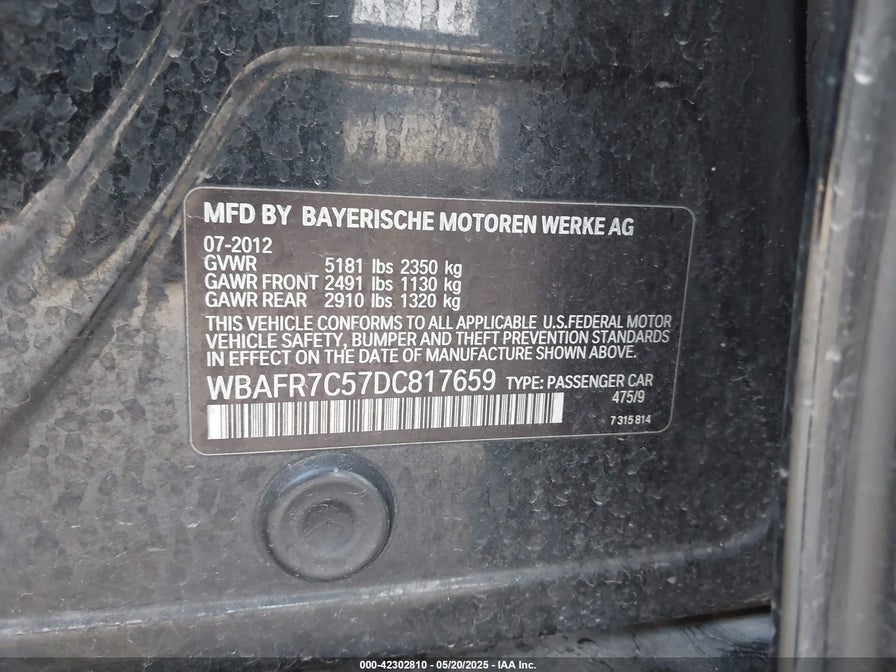 MFD BY BAYERISCHE MOTOREN WERKE AG
07-2012
GVWR 5181 lbs 2350 kg
GAWR FRONT 2491 lbs 1130 kg
GAWR REAR 2910 lbs 1320 kg
THIS VEHICLE CONFORMS TO ALL APPLICABLE U.S.FEDERAL MOTOR
VEHICLE SAFETY, BUMPER AND THEFT PREVENTION STANDARDS
IN EFFECT ON THE DATE OF MANUFACTURE SHOWN ABOVE.
WBAFR7C57DC817659 TYPE: PASSENGER CAR
475/9
7 315 814
000-42302810 - 05/20/2025 - IAA Inc.